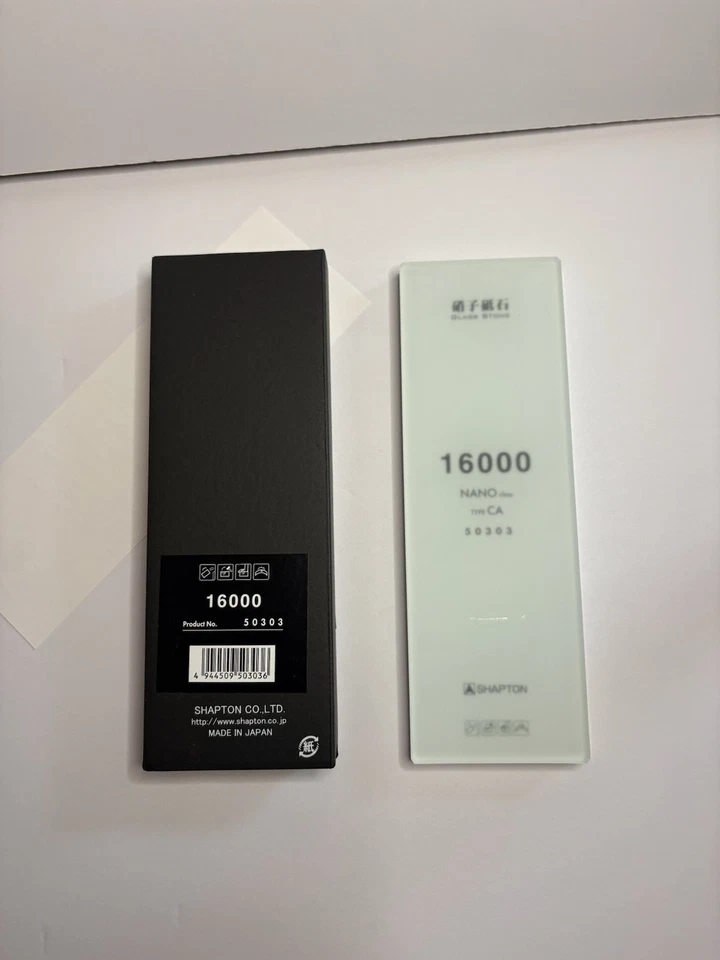 16000
Product No. 50303
4 944509 503036
SHAPTON CO.,LTD.
http://www.shapton.co.jp
MADE IN JAPAN
紙
硝子砥石
GLASS STONE
16000
NANO class
TYPE CA
50303
SHAPTON